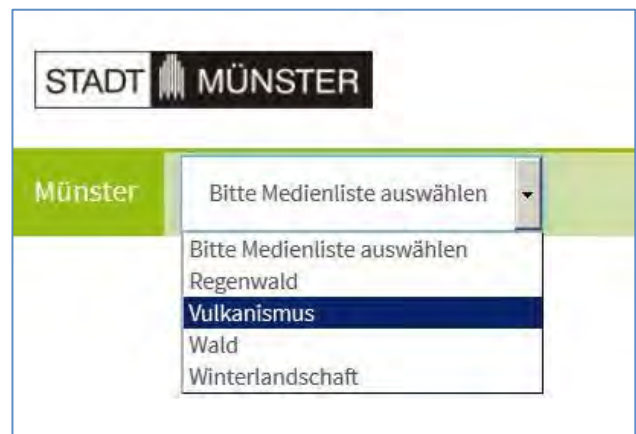 STADT MÜNSTER
Münster Bitte Medienliste auswählen
Bitte Medienliste auswählen
Regenwald
Vulkanismus
Wald
Winterlandschaft